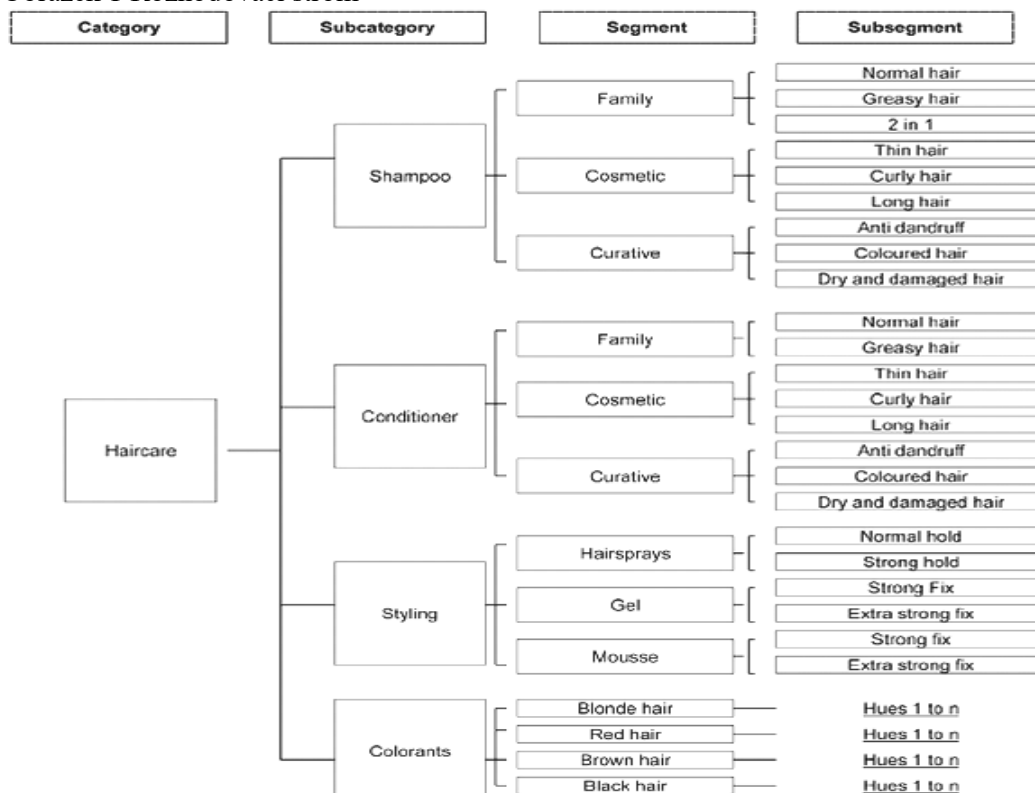 Category Subcategory Segment Subsegment
Haircare
Shampoo
Family
Normal hair
Greasy hair
2 in 1
Cosmetic
Thin hair
Curly hair
Long hair
Curative
Anti dandruff
Coloured hair
Dry and damaged hair
Conditioner
Family
Normal hair
Greasy hair
Cosmetic
Thin hair
Curly hair
Long hair
Curative
Anti dandruff
Coloured hair
Dry and damaged hair
Styling
Hairsprays
Normal hold
Strong hold
Gel
Strong Fix
Extra strong fix
Mousse
Strong fix
Extra strong fix
Colorants
Blonde hair
Hues 1 to n
Red hair
Hues 1 to n
Brown hair
Hues 1 to n
Black hair
Hues 1 to n